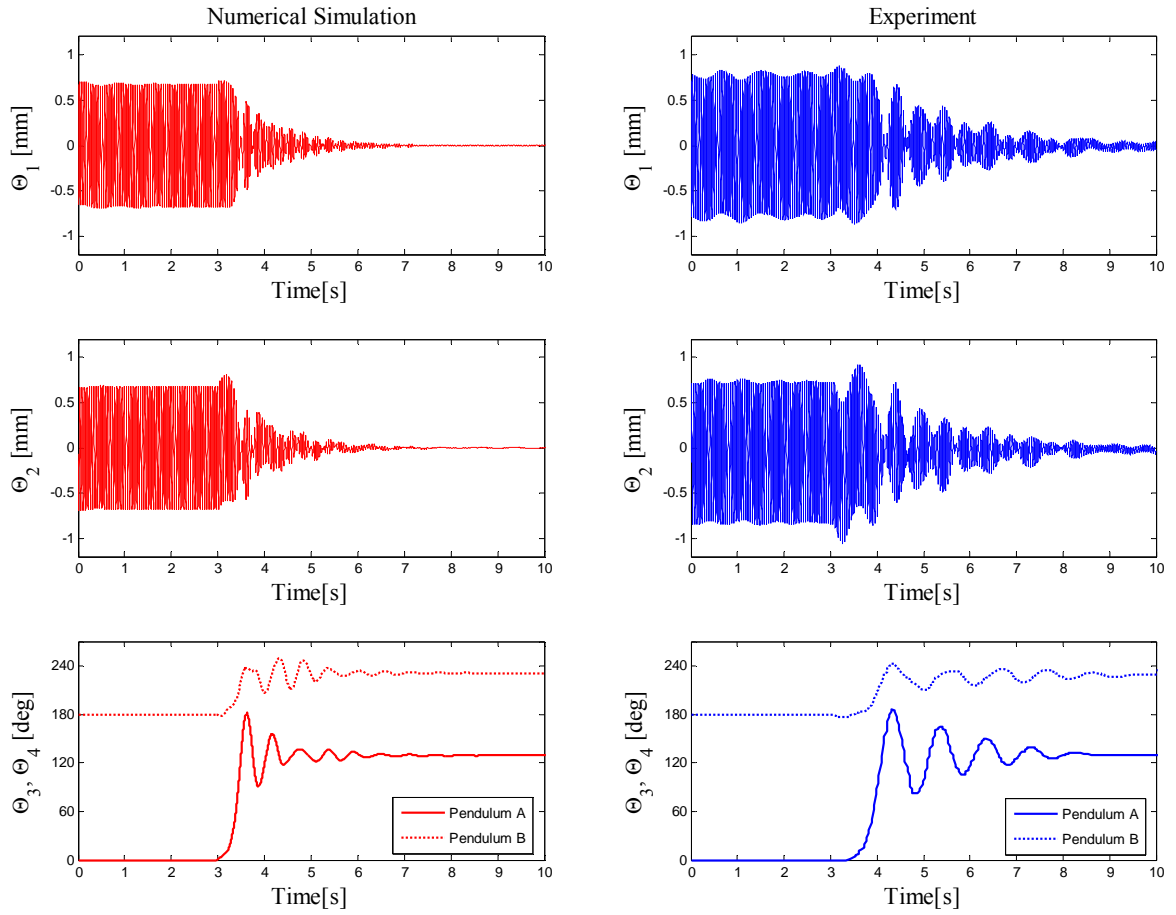 Numerical Simulation
Experiment
1
0.5
0
-0.5
-1
Θ1 [mm]
0 1 2 3 4 5 6 7 8 9 10
Time[s]
1
0.5
0
-0.5
-1
Θ1 [mm]
0 1 2 3 4 5 6 7 8 9 10
Time[s]
1
0.5
0
-0.5
-1
Θ2 [mm]
0 1 2 3 4 5 6 7 8 9 10
Time[s]
1
0.5
0
-0.5
-1
Θ2 [mm]
0 1 2 3 4 5 6 7 8 9 10
Time[s]
240
180
120
60
0
Θ3, Θ4 [deg]
Pendulum A
Pendulum B
0 1 2 3 4 5 6 7 8 9 10
Time[s]
240
180
120
60
0
Θ3, Θ4 [deg]
Pendulum A
Pendulum B
0 1 2 3 4 5 6 7 8 9 10
Time[s]